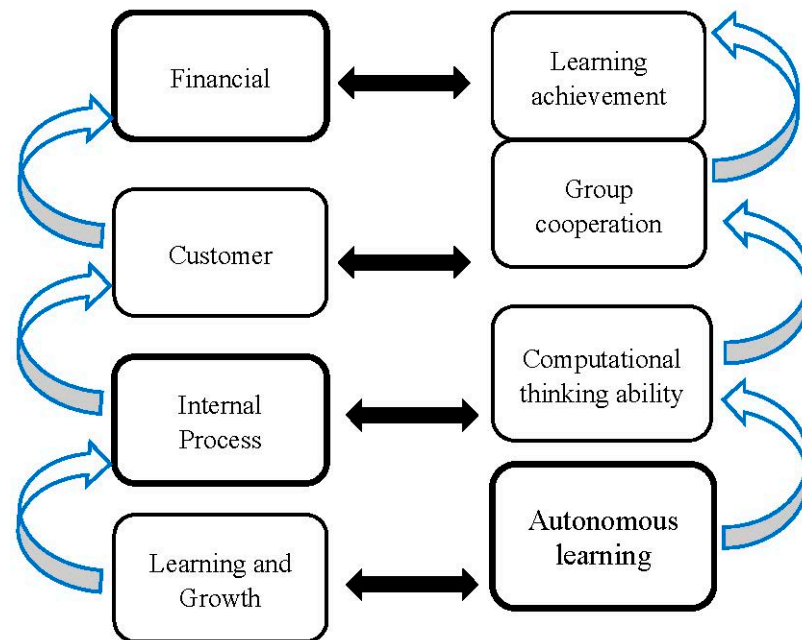 Financial
Learning
achievement
Customer
Group
cooperation
Internal
Process
Computational
thinking ability
Learning and
Growth
Autonomous
learning